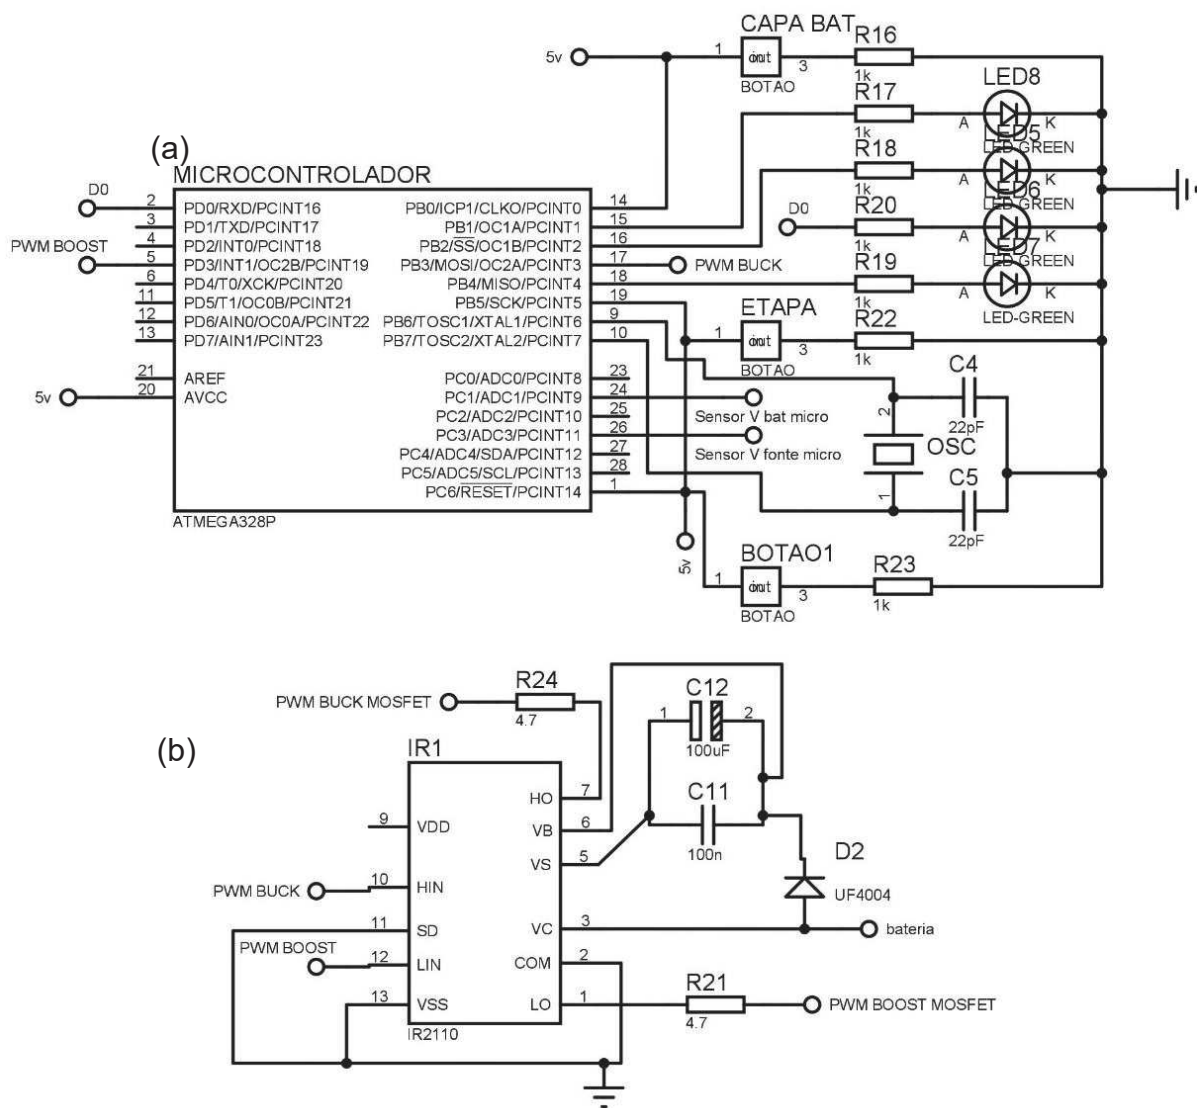 CAPA BAT
5v
1
out
3
BOTAO
R16
1k
LED8
R17
1k
A
K
LED-GREEN
LED5
R18
1k
A
K
LED-GREEN
LED6
D0
R20
1k
LED-GREEN
LED7
R19
1k
A
K
LED-GREEN
(a)
MICROCONTROLADOR
D0
2
PD0/RXD/PCINT16
3
PD1/TXD/PCINT17
4
PD2/INT0/PCINT18
PWM BOOST
5
PD3/INT1/OC2B/PCINT19
6
PD4/T0/XCK/PCINT20
11
PD5/T1/OC0B/PCINT21
12
PD6/AIN0/OC0A/PCINT22
13
PD7/AIN1/PCINT23
21
AREF
5v
20
AVCC
PB0/ICP1/CLKO/PCINT0
14
PB1/OC1A/PCINT1
15
PB2/SS/OC1B/PCINT2
16
PB3/MOSI/OC2A/PCINT3
17
PWM BUCK
PB4/MISO/PCINT4
18
PB5/SCK/PCINT5
19
PB6/TOSC1/XTAL1/PCINT6
9
PB7/TOSC2/XTAL2/PCINT7
10
PC0/ADC0/PCINT8
23
PC1/ADC1/PCINT9
24
Sensor V bat micro
PC2/ADC2/PCINT10
25
PC3/ADC3/PCINT11
26
Sensor V fonte micro
PC4/ADC4/SDA/PCINT12
27
PC5/ADC5/SCL/PCINT13
28
PC6/RESET/PCINT14
1
ATMEGA328P
ETAPA
1
out
3
BOTAO
R22
1k
C4
22pF
2
OSC
1
C5
22pF
5v
BOTAO1
1
out
3
BOTAO
R23
1k
(b)
PWM BUCK MOSFET
R24
4.7
C12
1
2
100uF
C11
100n
D2
UF4004
IR1
9
VDD
PWM BUCK
10
HIN
11
SD
PWM BOOST
12
LIN
13
VSS
HO
7
VB
6
VS
5
VC
3
bateria
COM
2
LO
1
R21
4.7
PWM BOOST MOSFET
IR2110